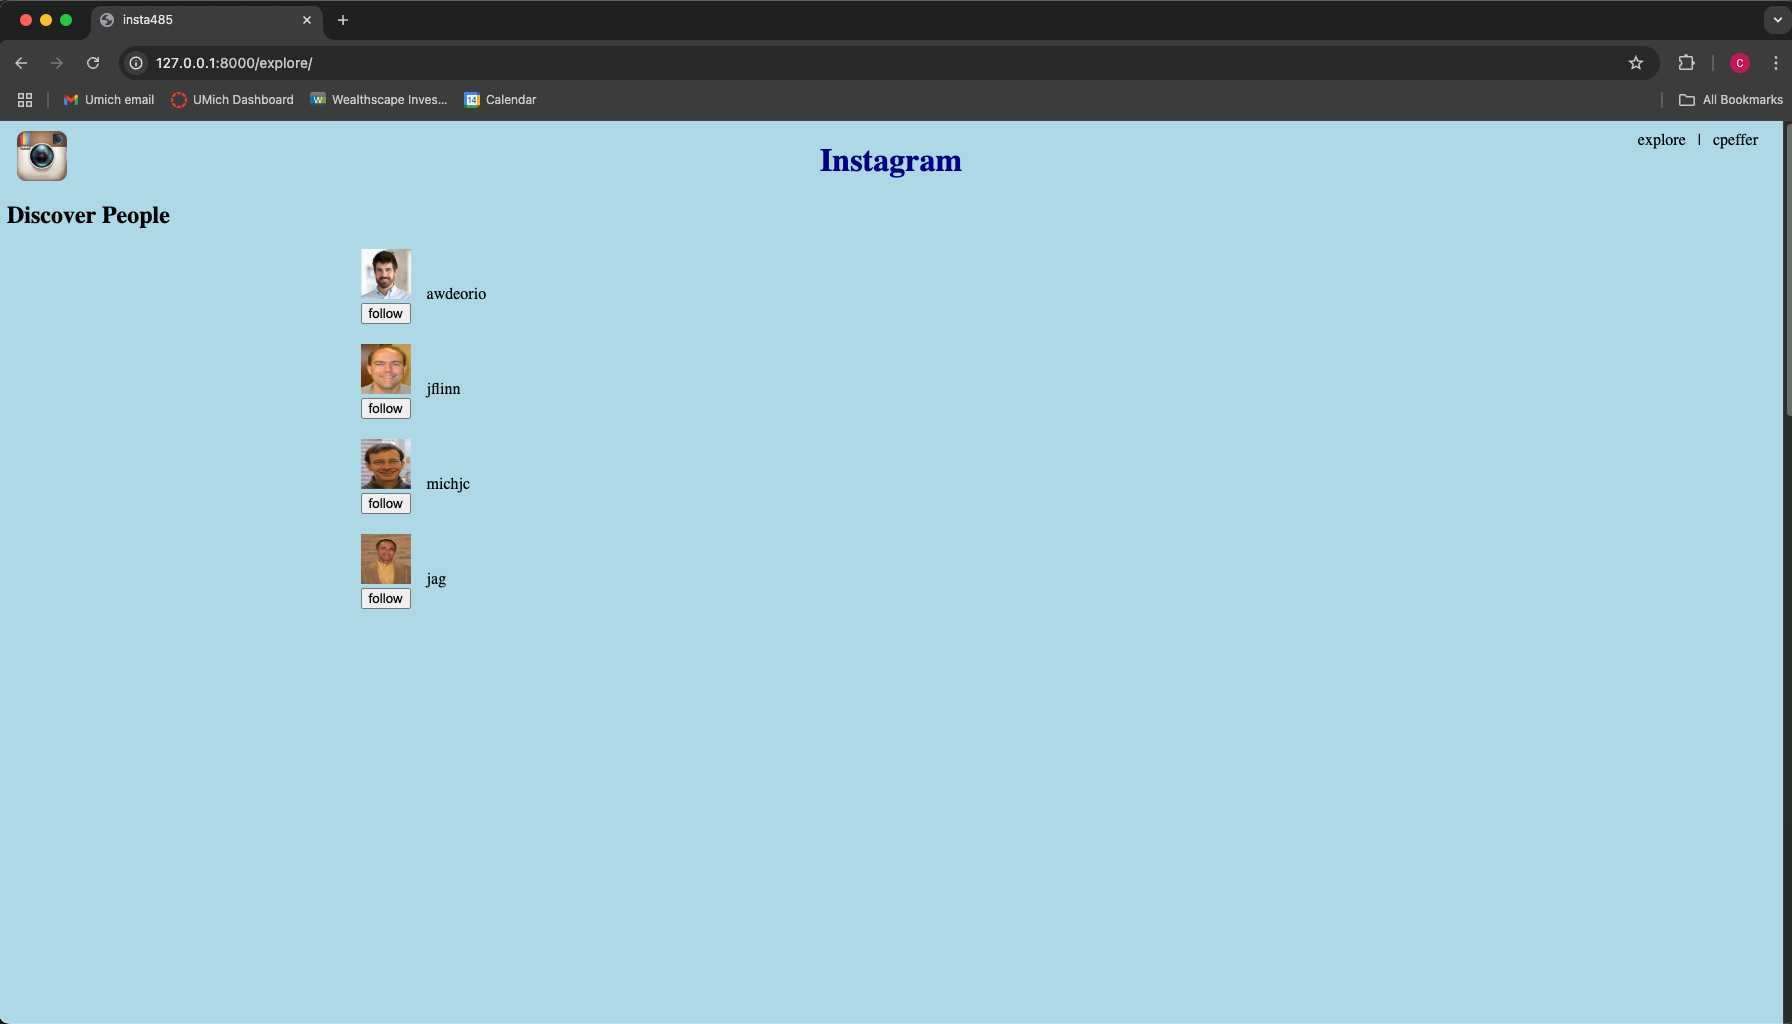 insta485
127.0.0.1:8000/explore/
C
Umich email
UMich Dashboard
W
Wealthscape Inves...
14
Calendar
All Bookmarks
explore | cpeffer
Instagram
Discover People
awdeorio
follow
jflinn
follow
michjc
follow
jag
follow